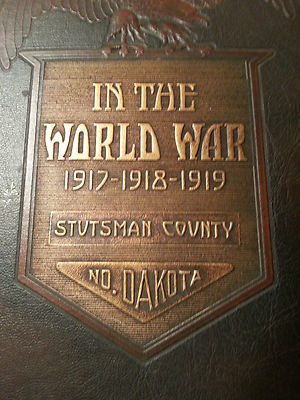 IN THE
WORLD WAR
1917-1918-1919
STUTSMAN COUNTY
NO. DAKOTA